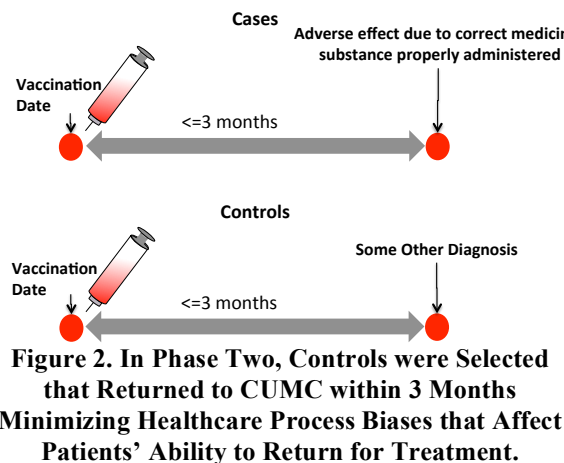 Cases
Adverse effect due to correct medicin
substance properly administered
Vaccination
Date
<=3 months
Controls
Some Other Diagnosis
Vaccination
Date
<=3 months
Figure 2. In Phase Two, Controls were Selected
that Returned to CUMC within 3 Months
Minimizing Healthcare Process Biases that Affect
Patients' Ability to Return for Treatment.